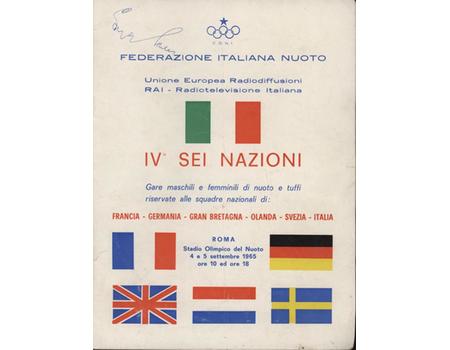 CONI
FEDERAZIONE ITALIANA NUOTO
Unione Europea Radiodiffusioni
RAI - Radiotelevisione Italiana
IV° SEI NAZIONI
Gare maschili e femminili di nuoto e tuffi
riservate alle squadre nazionali di:
FRANCIA - GERMANIA - GRAN BRETAGNA - OLANDA - SVEZIA - ITALIA
ROMA
Stadio Olimpico del Nuoto
4 a 5 settembre 1965
ore 10 ed ore 18